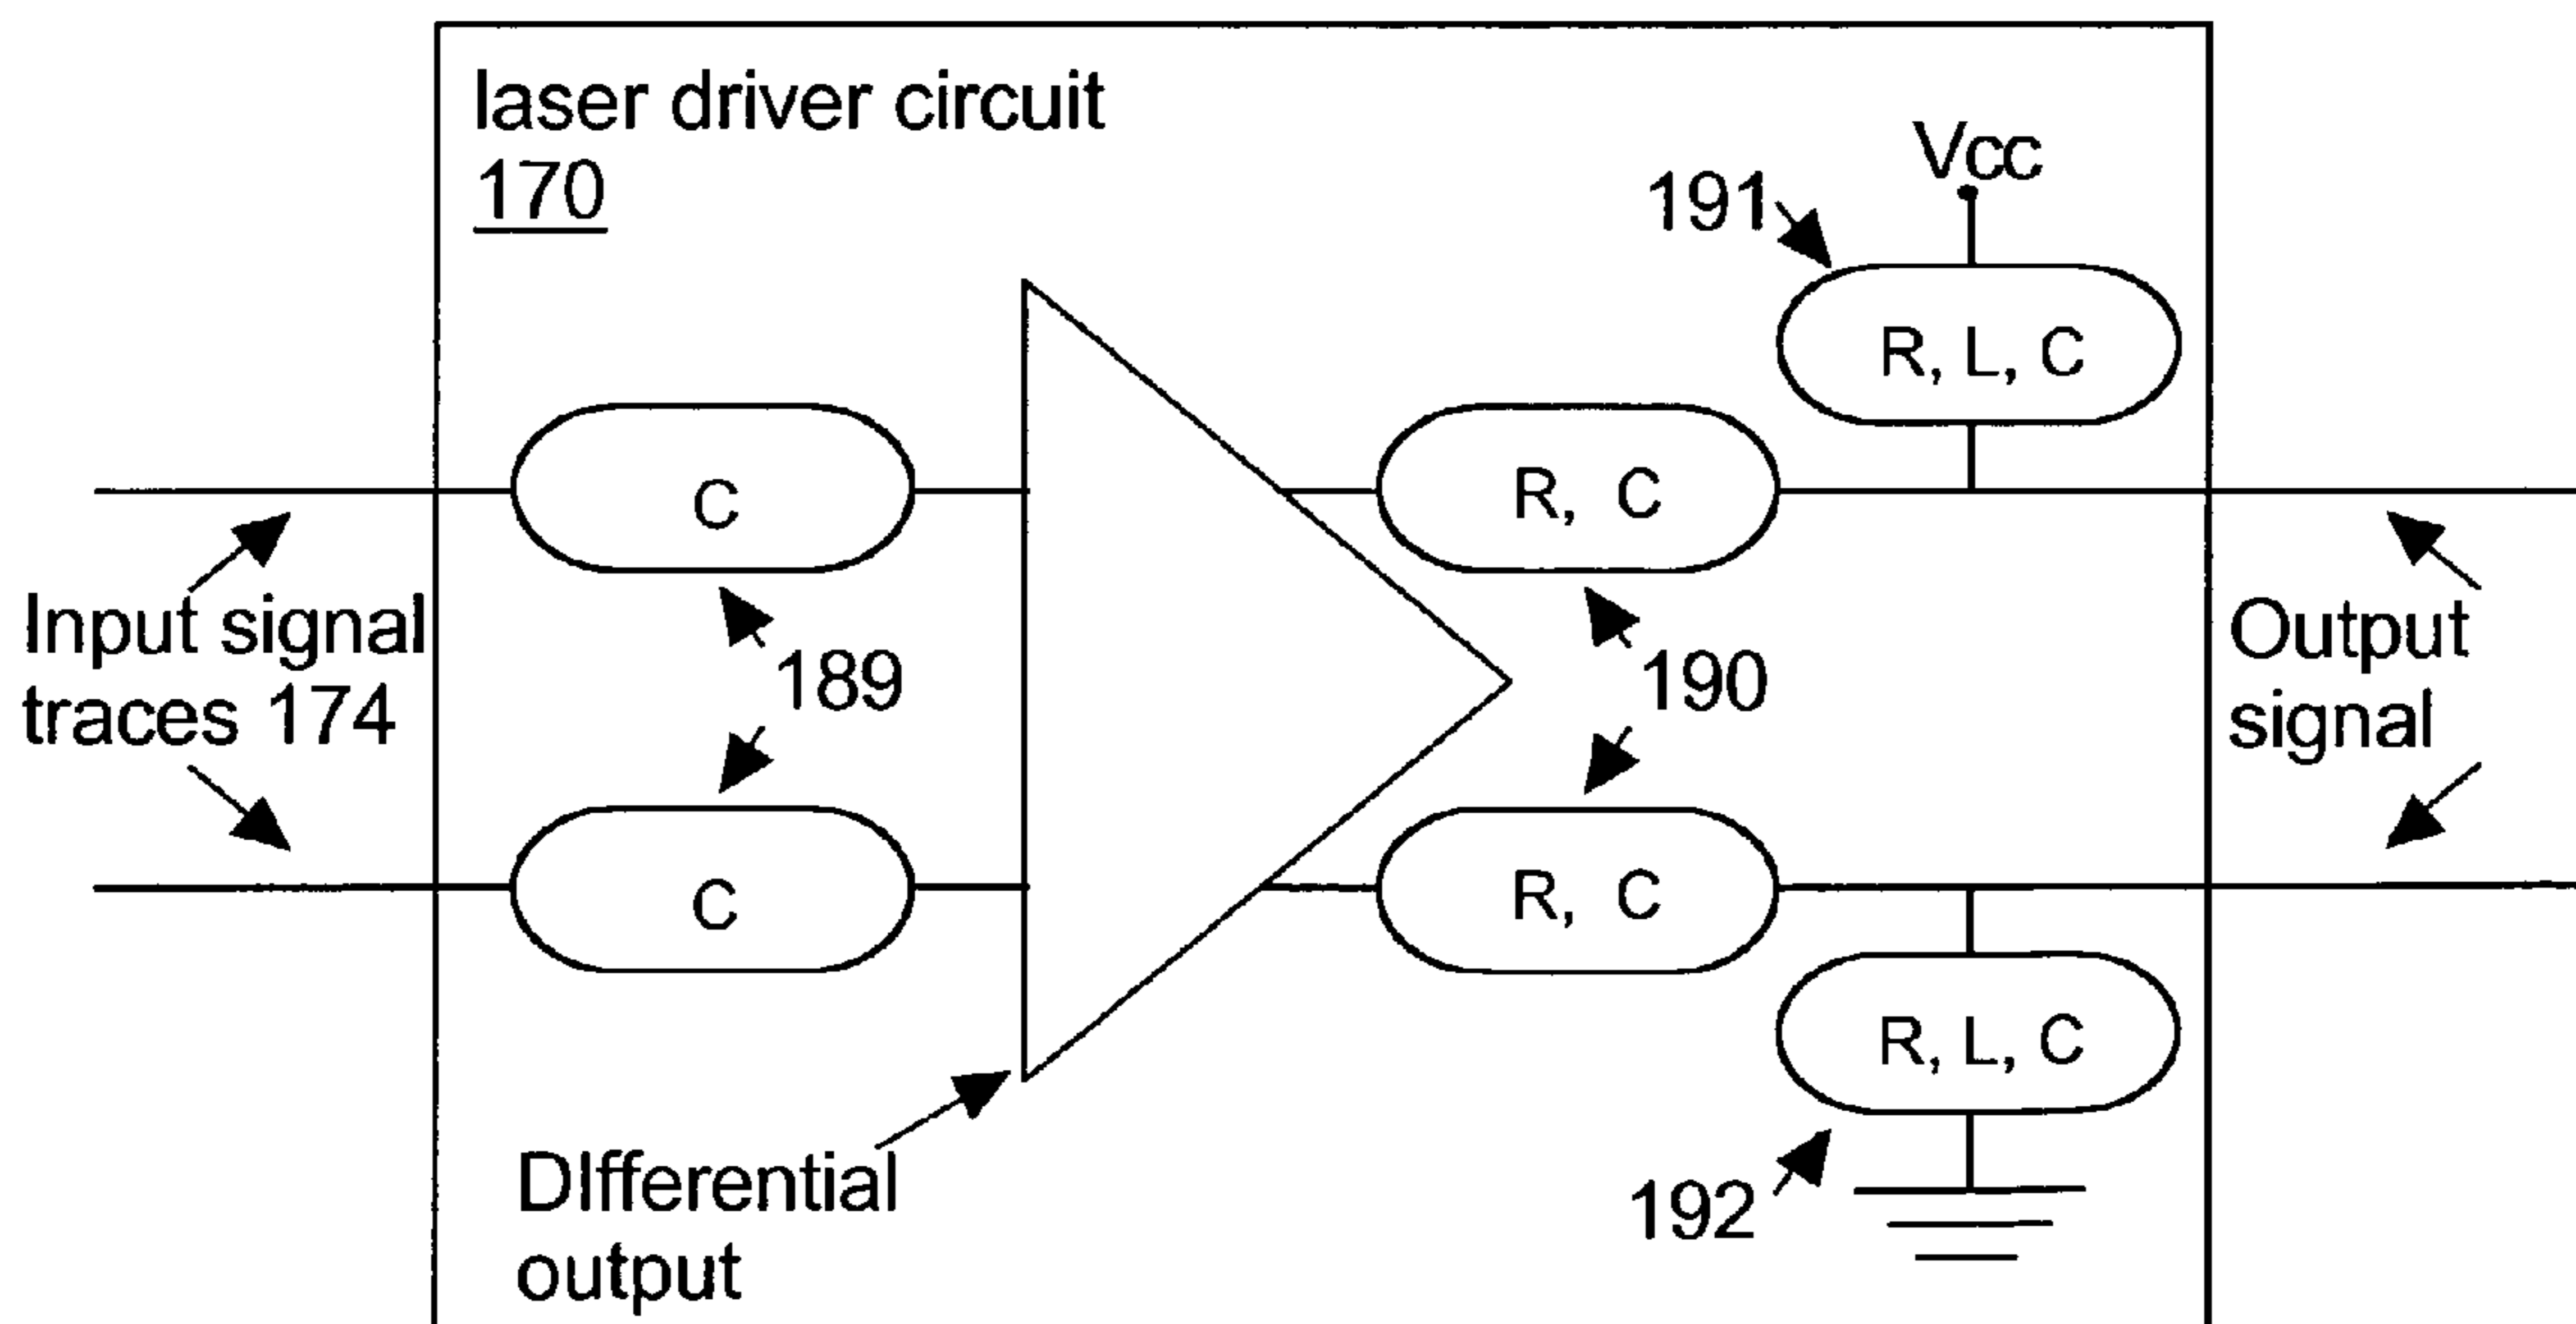 laser driver circuit
170
Vcc
191
R, L, C
C
R, C
Input signal
traces 174
189
190
Output
signal
C
R, C
R, L, C
DIfferential
output
192